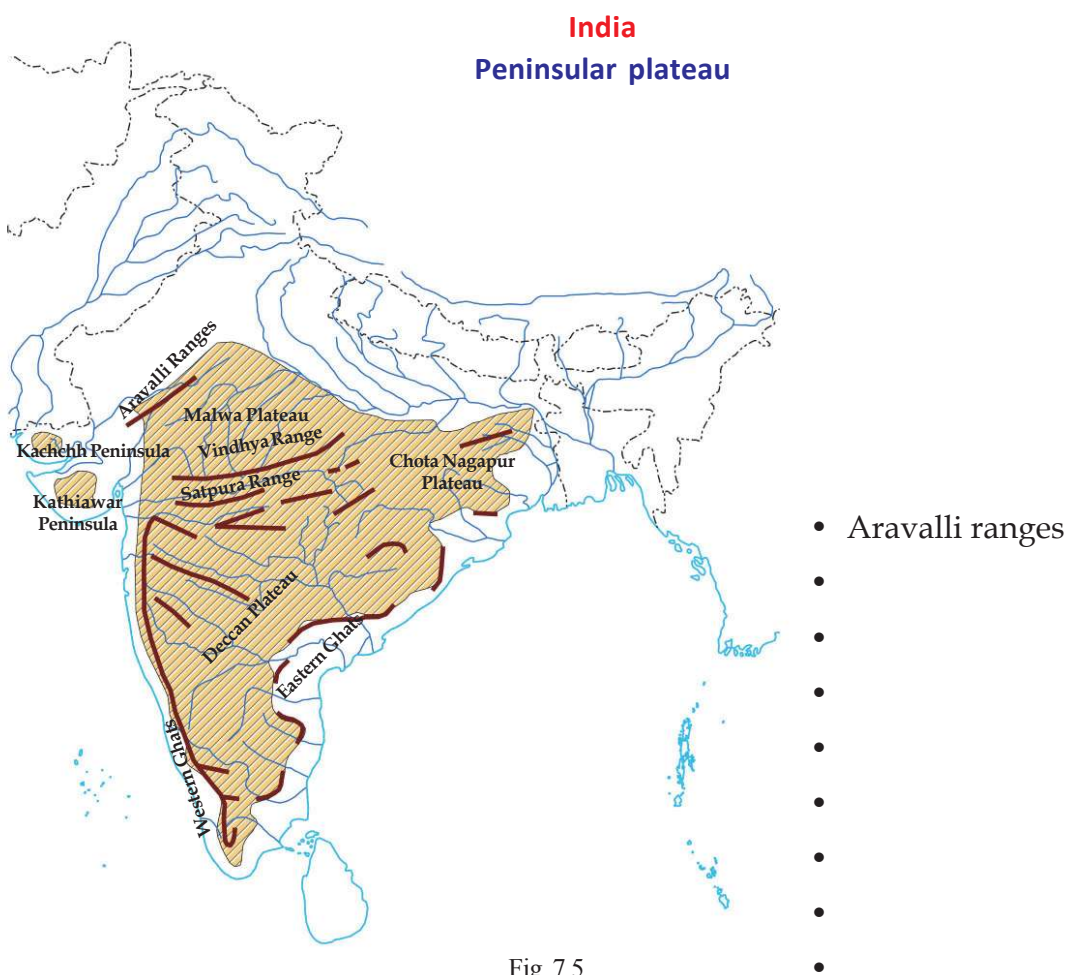 India
Peninsular plateau
Aravalli Ranges
Malwa Plateau
Vindhya Range
Kachchh Peninsula
Satpura Range
Chota Nagapur
Plateau
Kathiawar
Peninsula
• Aravalli ranges
•
•
•
•
•
•
•
•
Deccan Plateau
Eastern Ghats
Western Ghats
Fig 7.5